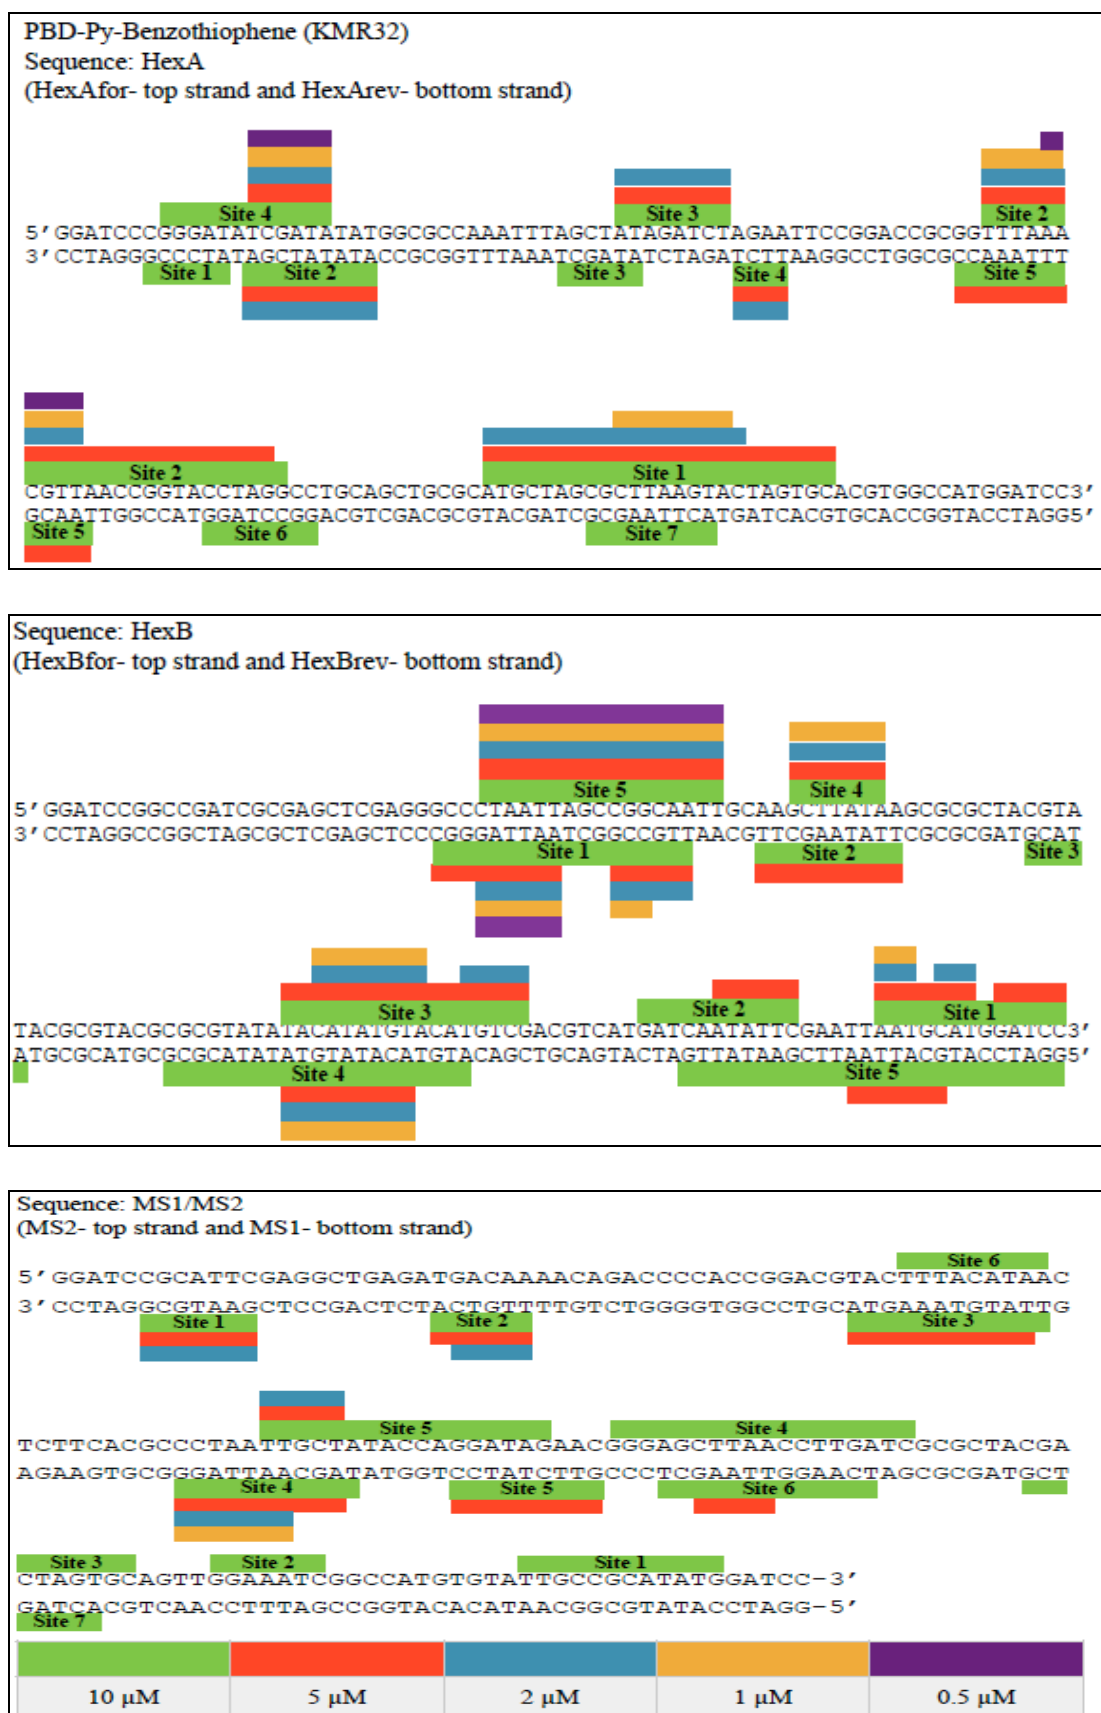 PBD-Py-Benzothiophene (KMR32)
Sequence: HexA
(HexAfor- top strand and HexArev- bottom strand)
Site 4 Site 3 Site 2
5'GGATCCCGGGATATCGATATATGGCGCCAAATTTAGCTATAGATCTAGAATTCCGGACCGCGGTTTAAA
3'CCTAGGGCCCTATAGCTATATACCGCGGTTTAAATCGATATCTAGATCTTAAGGCCTGGCGCCAAATTT
Site 1 Site 2 Site 3 Site 4 Site 5
Site 2 Site 1
CGTTAACCGGTACCTAGGCCTGCAGCTGCGCATGCTAGCGCTTAAGTACTAGTGCACGTGGCCATGGATCC3'
GCAATTGGCCATGGATCCGGACGTCGACGCGTACGATCGCGAATTCATGATCACGTGCACCGGTACCTAGG5'
Site 5 Site 6 Site 7
Sequence: HexB
(HexBfor- top strand and HexBrev- bottom strand)
Site 5 Site 4
5'GGATCCGGCCGATCGCGAGCTCGAGGGCCCTAATTAGCCGGCAATTGCAAGCTTATAAGCGCGCTACGTA
3'CCTAGGCCGGCTAGCGCTCGAGCTCCCGGGATTAATCGGCCGTTAACGTTCGAATATTCGCGCGATGCAT
Site 1 Site 2 Site 3
Site 3 Site 2 Site 1
TACGCGTACGCGCGTATATACATATGTACATGTCGACGTCATGATCAATATTCGAATTAATGCATGGATCC3'
ATGCGCATGCGCGCATATATGTATACATGTACAGCTGCAGTACTAGTTATAAGCTTAATTACGTACCTAGG5'
Site 4 Site 5
Sequence: MS1/MS2
(MS2- top strand and MS1- bottom strand)
Site 6
5'GGATCCGCATTCGAGGCTGAGATGACAAAACAGACCCCACCGGACGTACTTTACATAAC
3'CCTAGGCGTAAGCTCCGACTCTACTGTTTTGTCTGGGGTGGCCTGCATGAAATGTATTG
Site 1 Site 2 Site 3
Site 5 Site 4
TCTTCACGCCCTAATTGCTATACCAGGATAGAACGGGAGCTTAACCTTGATCGCGCTACGA
AGAAGTGCGGGATTAACGATATGGTCCTATCTTGCCCTCGAATTGGAACTAGCGCGATGCT
Site 4 Site 5 Site 6
Site 3 Site 2 Site 1
CTAGTGCAGTTGGAAATCGGCCATGTGTATTGCCGCATATGGATCC-3'
GATCACGTCAACCTTTAGCCGGTACACATAACGGCGTATACCTAGG-5'
Site 7
10 µM 5 µM 2 µM 1 µM 0.5 µM